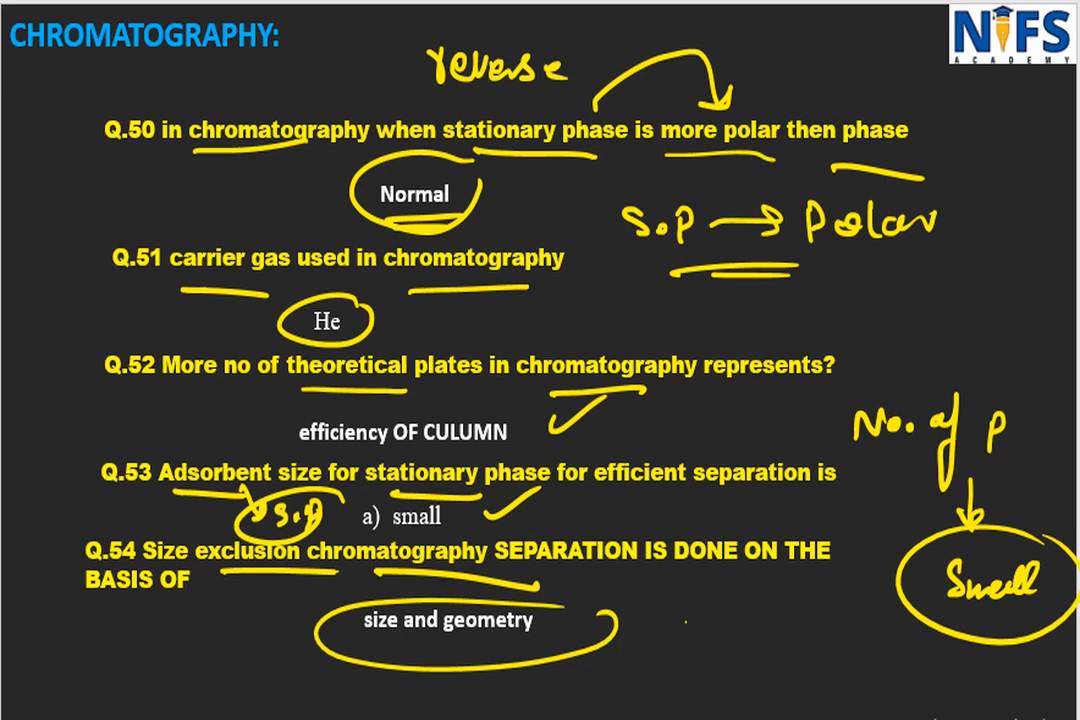 CHROMATOGRAPHY:
NIFS
ACADEMY
reverse
Q.50 in chromatography when stationary phase is more polar then phase
Normal
S.P → Polar
Q.51 carrier gas used in chromatography
He
Q.52 More no of theoretical plates in chromatography represents?
No. of P
efficiency OF CULUMN
Q.53 Adsorbent size for stationary phase for efficient separation is
S.P
a) small
Q.54 Size exclusion chromatography SEPARATION IS DONE ON THE
BASIS OF
Small
size and geometry